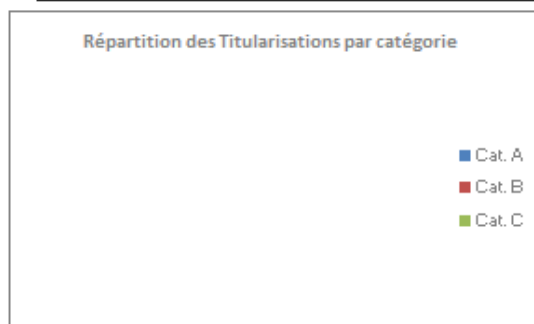 Répartition des Titularisations par catégorie
Cat. A
Cat. B
Cat. C